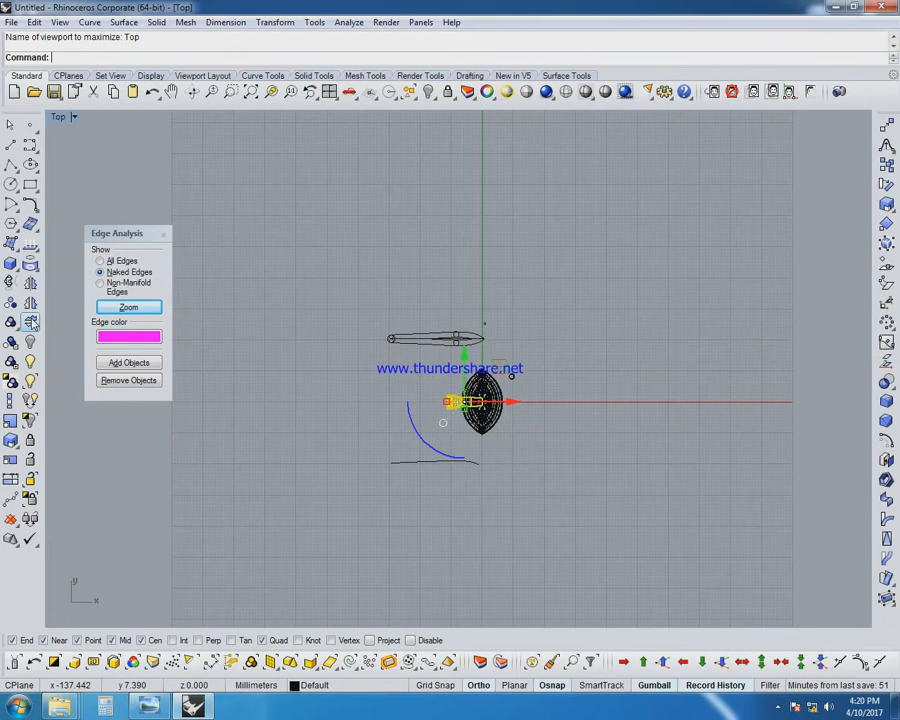 Untitled - Rhinoceros Corporate (64-bit) - [Top]
File Edit View Curve Surface Solid Mesh Dimension Transform Tools Analyze Render Panels Help
Name of viewport to maximize: Top
Command:
Standard CPlanes Set View Display Viewport Layout Curve Tools Solid Tools Mesh Tools Render Tools Drafting New in V5 Surface Tools
Top
Edge Analysis
Show
All Edges
Naked Edges
Non-Manifold
Edges
Zoom
Edge color
Add Objects
Remove Objects
www.thundershare.net
y
x
End Near Point Mid Cen Int Perp Tan Quad Knot Vertex Project Disable
CPlane x -137.442 y 7.390 z 0.000 Millimeters Default Grid Snap Ortho Planar Osnap SmartTrack Gumball Record History Filter Minutes from last save: 51
4:20 PM
4/10/2017